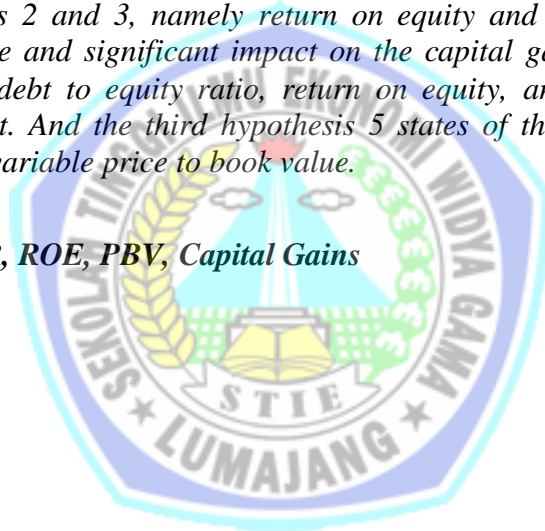 s 2 and 3, namely return on equity and
e and significant impact on the capital ga
debt to equity ratio, return on equity, an
t. And the third hypothesis 5 states of th
variable price to book value.
, ROE, PBV, Capital Gains
SEKOLAH TINGGI ILMU EKONOMI WIDYA GAMA
STIE
LUMAJANG